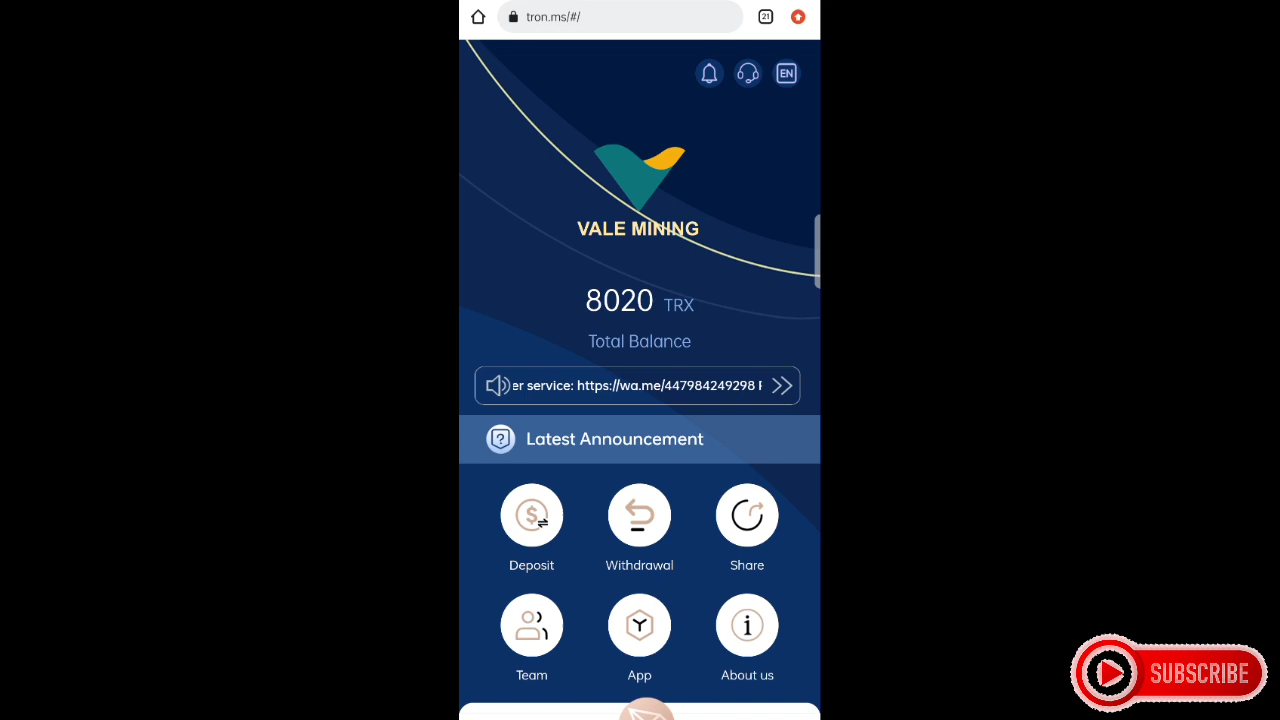 tron.ms/#/
21
EN
VALE MINING
8020 TRX
Total Balance
er service: https://wa.me/447984249298
Latest Announcement
Deposit Withdrawal Share
Team App About us
SUBSCRIBE